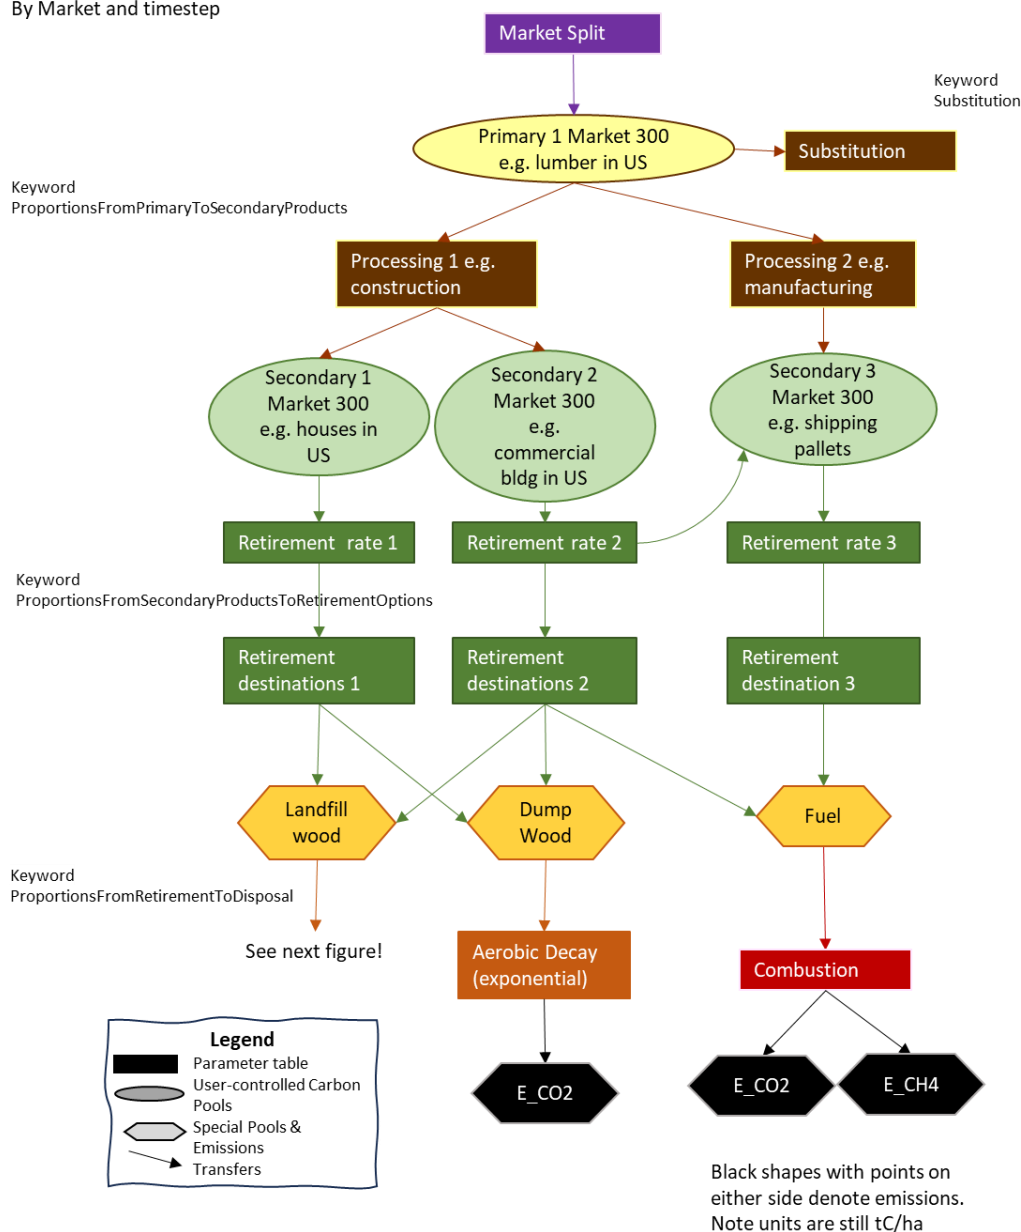 By Market and timestep
Market Split
Keyword
Substitution
Primary 1 Market 300
e.g. lumber in US
Substitution
Keyword
ProportionsFromPrimaryToSecondaryProducts
Processing 1 e.g.
construction
Processing 2 e.g.
manufacturing
Secondary 1
Market 300
e.g. houses in
US
Secondary 2
Market 300
e.g.
commercial
bldg in US
Secondary 3
Market 300
e.g. shipping
pallets
Retirement rate 1
Retirement rate 2
Retirement rate 3
Keyword
ProportionsFromSecondaryProductsToRetirementOptions
Retirement
destinations 1
Retirement
destinations 2
Retirement
destination 3
Landfill
wood
Dump
Wood
Fuel
Keyword
ProportionsFromRetirementToDisposal
See next figure!
Aerobic Decay
(exponential)
Combustion
Legend
Parameter table
User-controlled Carbon
Pools
Special Pools &
Emissions
Transfers
E_CO2
E_CO2
E_CH4
Black shapes with points on
either side denote emissions.
Note units are still tC/ha